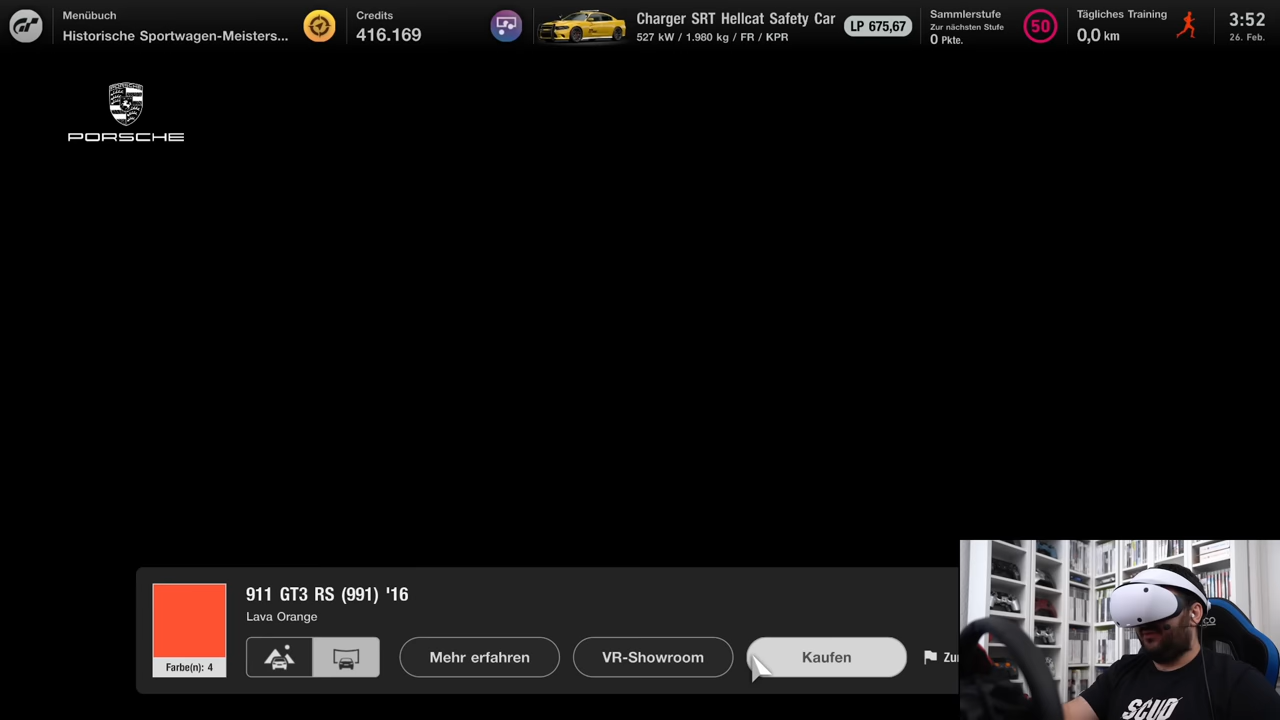 Menübuch
Historische Sportwagen-Meisters...
Credits
416.169
Charger SRT Hellcat Safety Car
527 kW / 1.980 kg / FR / KPR
LP 675,67
Sammlerstufe
Zur nächsten Stufe
0 Pkte.
50
Tägliches Training
0,0 km
3:52
26. Feb.
PORSCHE
911 GT3 RS (991) '16
Lava Orange
Farbe(n): 4
Mehr erfahren
VR-Showroom
Kaufen
SCUD